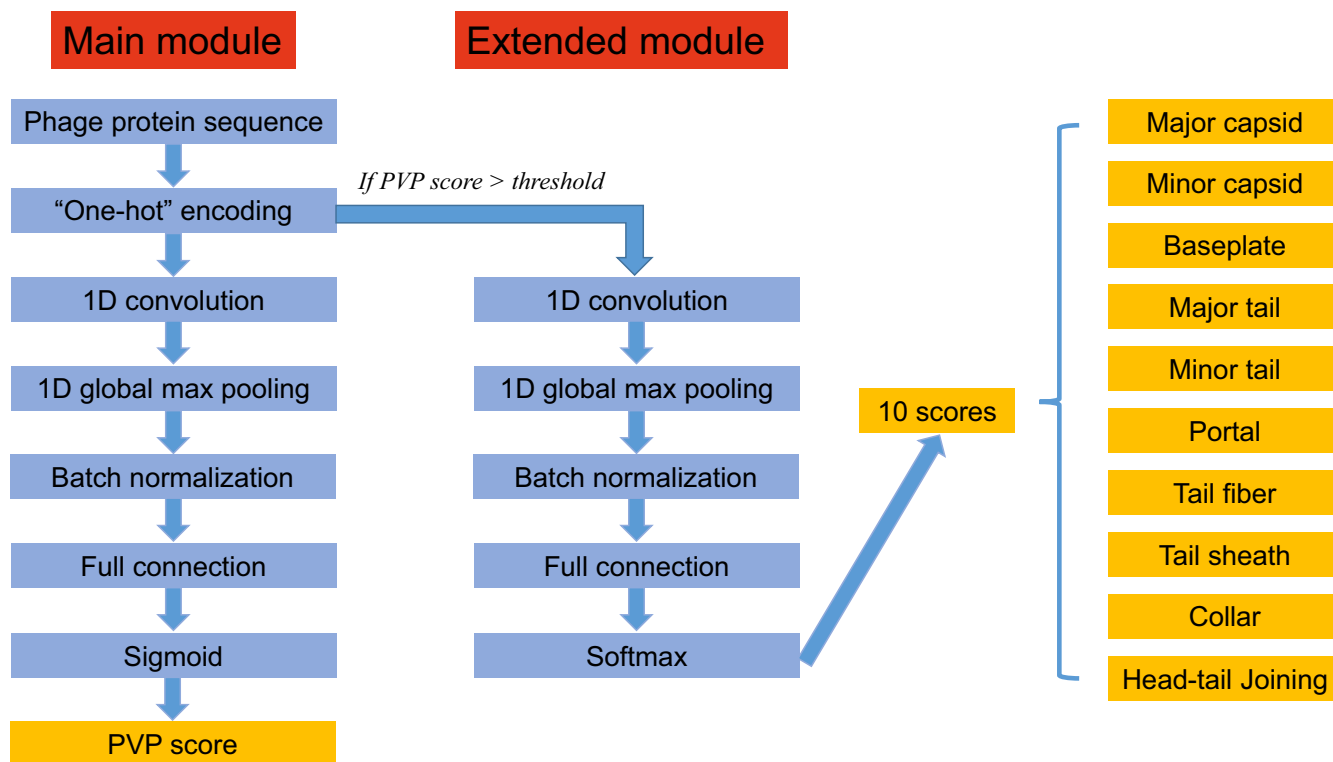 Main module
Extended module
Phage protein sequence
“One-hot” encoding
If PVP score > threshold
1D convolution
1D global max pooling
Batch normalization
Full connection
Sigmoid
PVP score
1D convolution
1D global max pooling
Batch normalization
Full connection
Softmax
10 scores
Major capsid
Minor capsid
Baseplate
Major tail
Minor tail
Portal
Tail fiber
Tail sheath
Collar
Head-tail Joining